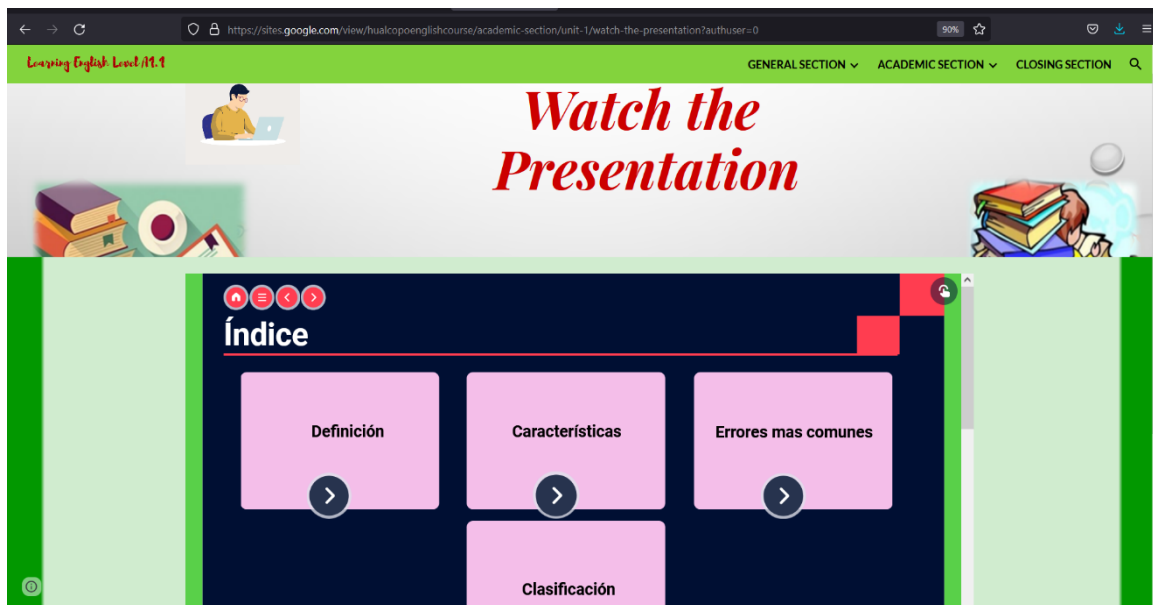 https://sites.google.com/view/hualcopoenglishcourse/academic-section/unit-1/watch-the-presentation?authuser=0
90%
Learning English Level A1.1
GENERAL SECTION
ACADEMIC SECTION
CLOSING SECTION
Watch the
Presentation
Índice
Definición
Características
Errores mas comunes
Clasificación